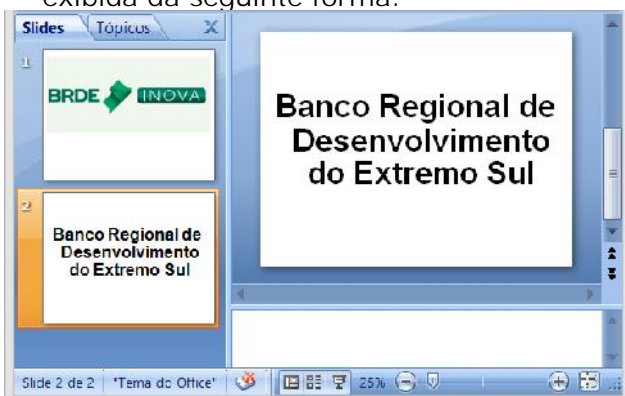 exibida da seguinte forma:
Slides
Tópicos
X
1
BRDE INOVA
Banco Regional de
Desenvolvimento
do Extremo Sul
2
Banco Regional de
Desenvolvimento
do Extremo Sul
Slide 2 de 2
"Tema do Office"
25%